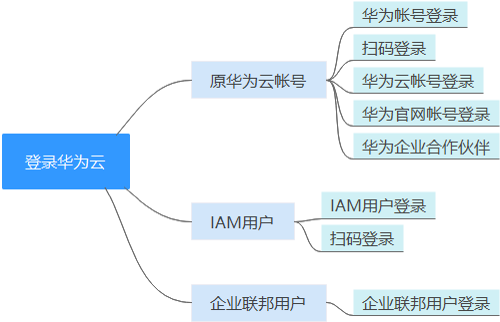 登录华为云
原华为云帐号
华为帐号登录
扫码登录
华为云帐号登录
华为官网帐号登录
华为企业合作伙伴
IAM用户
IAM用户登录
扫码登录
企业联邦用户
企业联邦用户登录